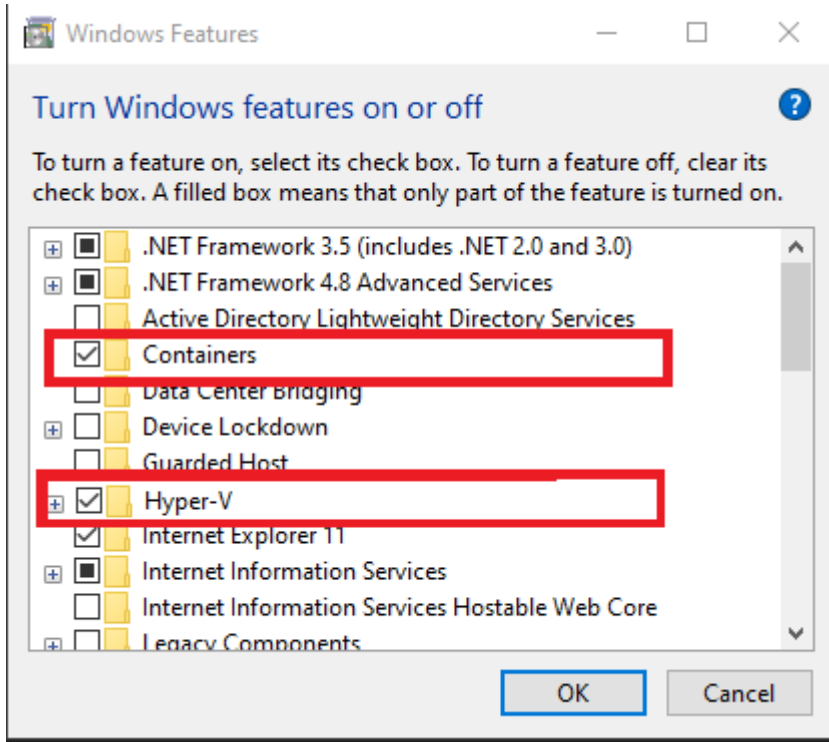 Windows Features
Turn Windows features on or off
To turn a feature on, select its check box. To turn a feature off, clear its
check box. A filled box means that only part of the feature is turned on.
.NET Framework 3.5 (includes .NET 2.0 and 3.0)
.NET Framework 4.8 Advanced Services
Active Directory Lightweight Directory Services
Containers
Data Center Bridging
Device Lockdown
Guarded Host
Hyper-V
Internet Explorer 11
Internet Information Services
Internet Information Services Hostable Web Core
Legacy Components
OK Cancel